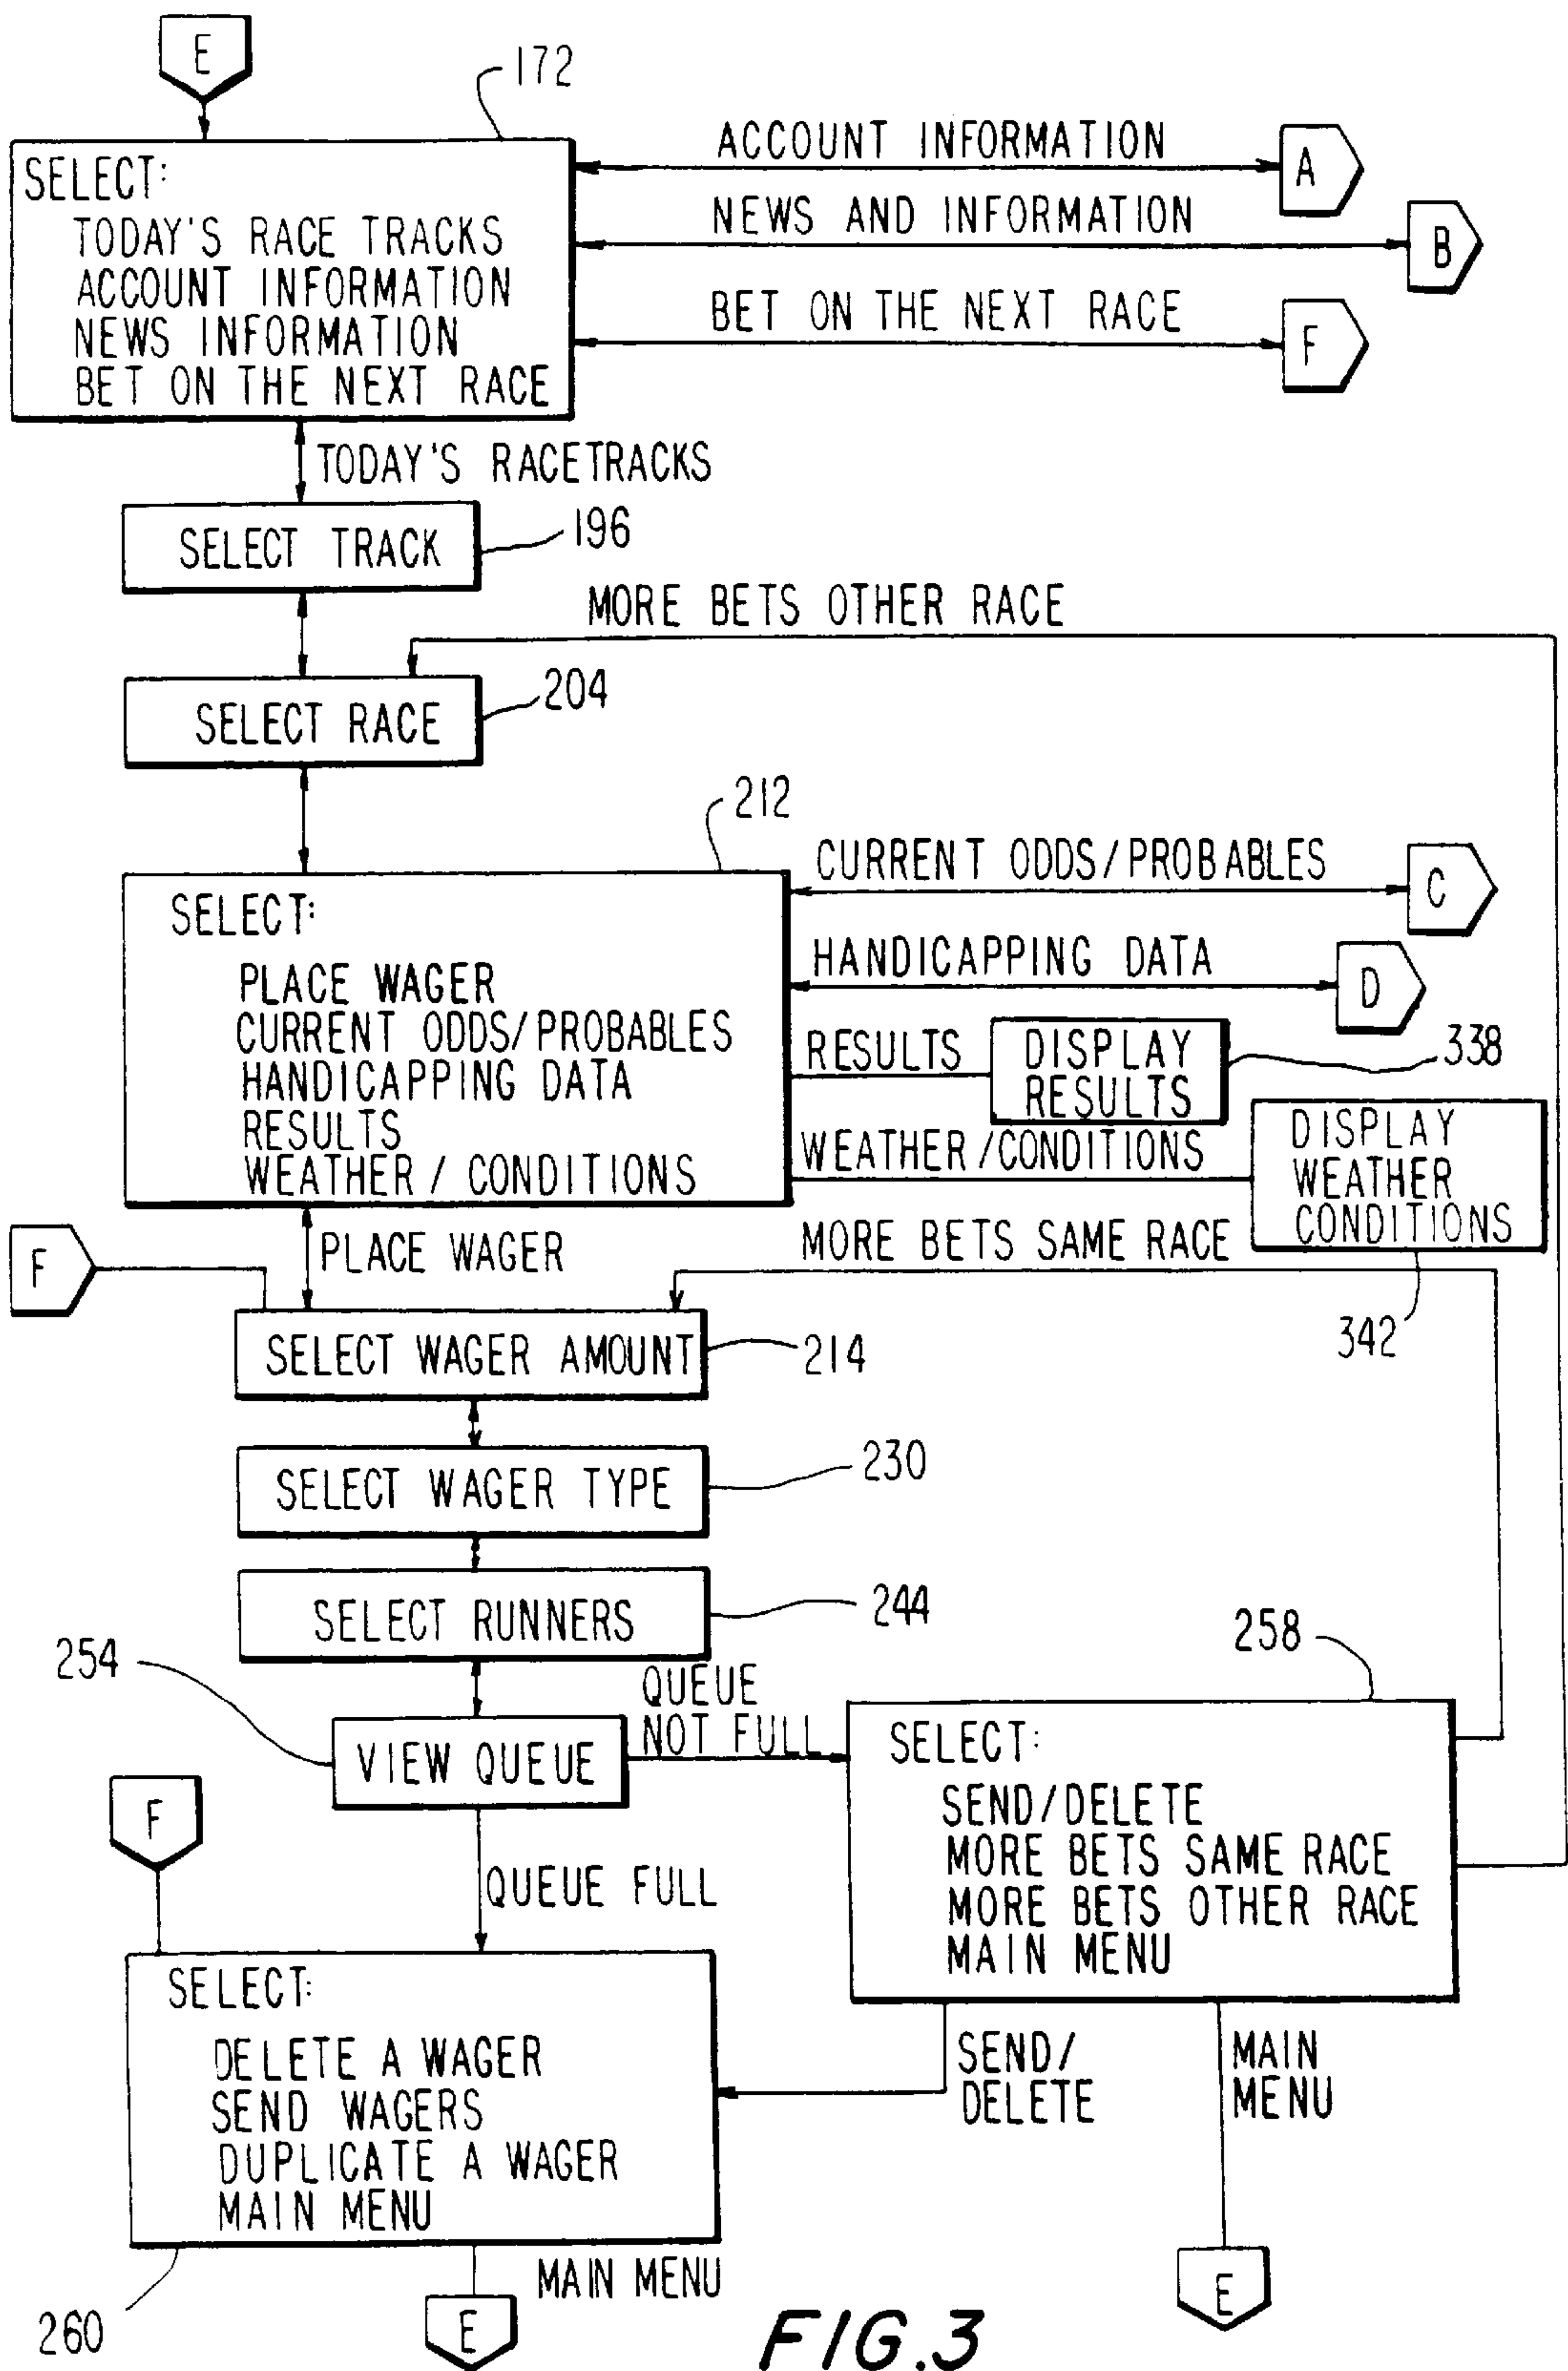 E
172
SELECT:
TODAY'S RACE TRACKS
ACCOUNT INFORMATION
NEWS INFORMATION
BET ON THE NEXT RACE
ACCOUNT INFORMATION
A
NEWS AND INFORMATION
B
BET ON THE NEXT RACE
F
TODAY'S RACETRACKS
SELECT TRACK
196
MORE BETS OTHER RACE
SELECT RACE
204
212
SELECT:
PLACE WAGER
CURRENT ODDS/PROBABLES
HANDICAPPING DATA
RESULTS
WEATHER / CONDITIONS
CURRENT ODDS/PROBABLES
C
HANDICAPPING DATA
D
RESULTS
DISPLAY
RESULTS
338
WEATHER/CONDITIONS
DISPLAY
WEATHER
CONDITIONS
342
F
PLACE WAGER
MORE BETS SAME RACE
SELECT WAGER AMOUNT
214
SELECT WAGER TYPE
230
SELECT RUNNERS
244
254
VIEW QUEUE
QUEUE
NOT FULL
258
SELECT:
SEND/DELETE
MORE BETS SAME RACE
MORE BETS OTHER RACE
MAIN MENU
F
QUEUE FULL
SELECT:
DELETE A WAGER
SEND WAGERS
DUPLICATE A WAGER
MAIN MENU
SEND/
DELETE
MAIN
MENU
260
MAIN MENU
E
E
FIG.3